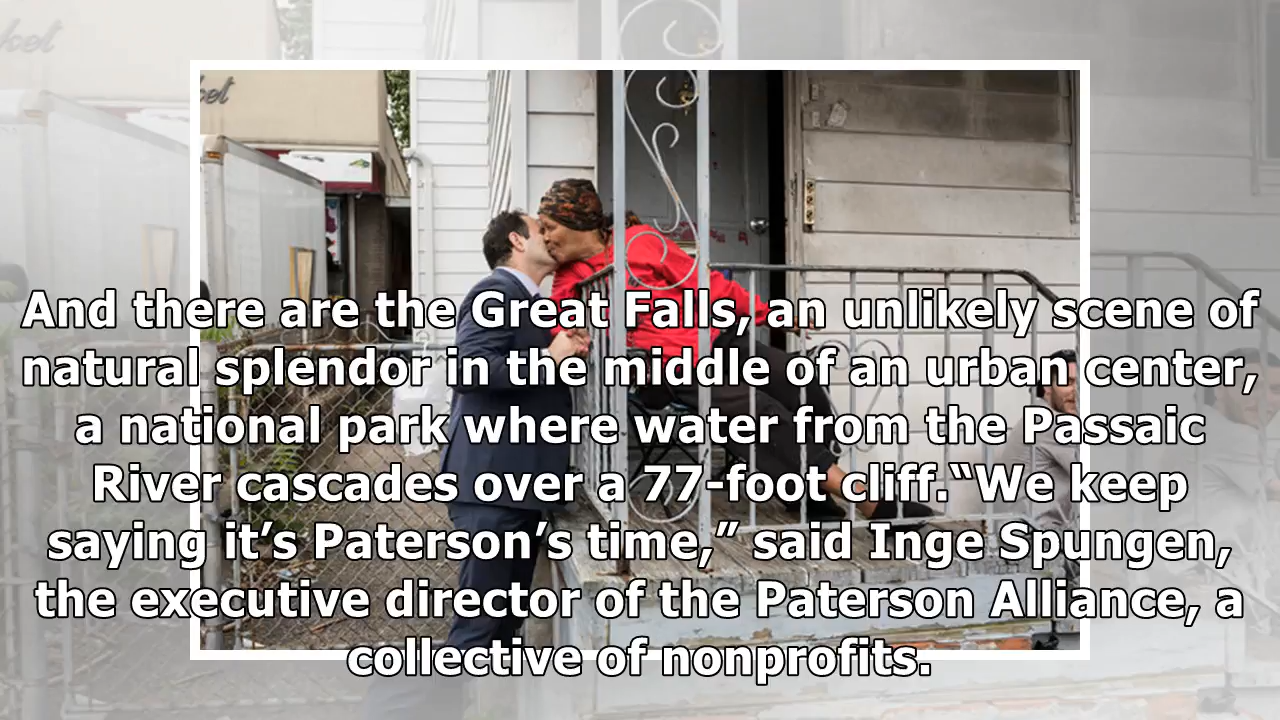 ket
ket
And there are the Great Falls, an unlikely scene of
natural splendor in the middle of an urban center,
a national park where water from the Passaic
River cascades over a 77-foot cliff.“We keep
saying it’s Paterson’s time,” said Inge Spungen,
the executive director of the Paterson Alliance, a
collective of nonprofits.